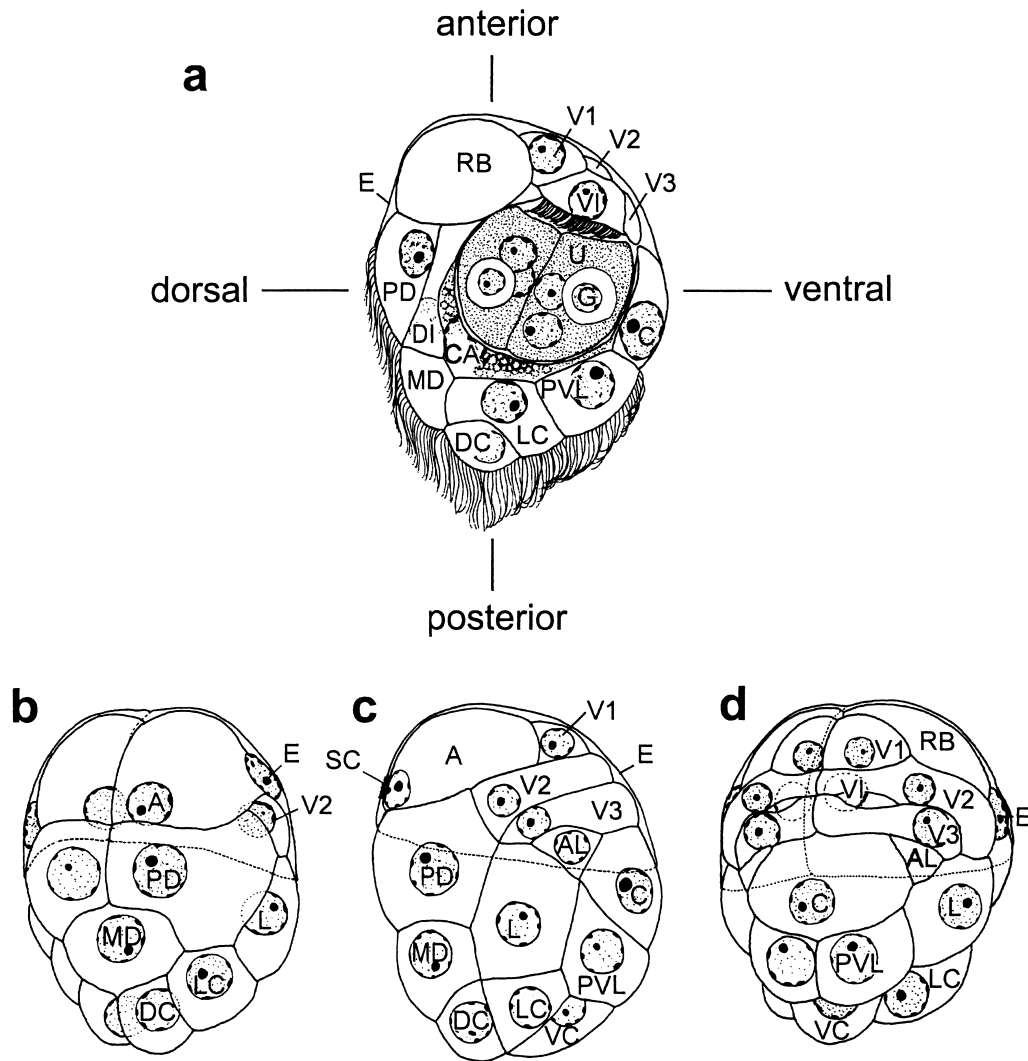 anterior
a
V1
V2
RB
E
V3
VI
U
dorsal
ventral
PD
G
DI
C
CA
MD
PVL
LC
DC
posterior
b
E
A
V2
PD
L
MD
LC
DC
c
V1
SC
A
E
V2
V3
AL
PD
C
L
MD
PVL
DC
LC
VC
d
RB
V1
VI
V2
E
V3
AL
C
L
PVL
LC
VC